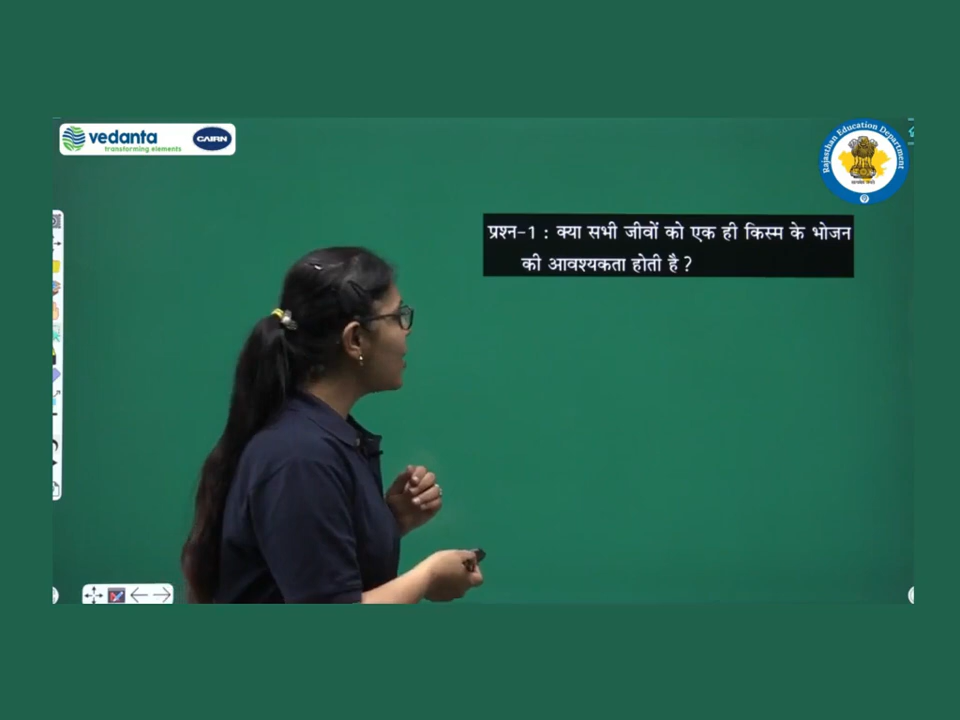 vedanta
transforming elements
CAIRN
Rajasthan Education Department
प्रश्न-1 : क्या सभी जीवों को एक ही किस्म के भोजन
की आवश्यकता होती है ?